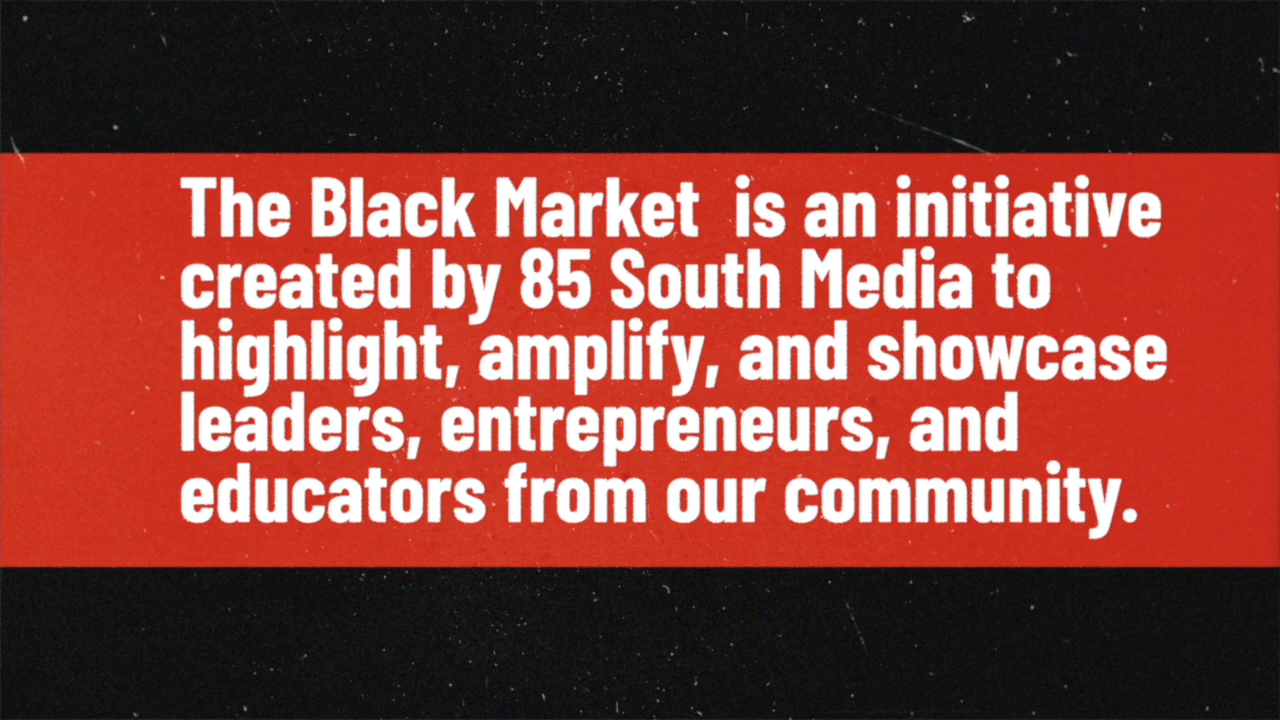 The Black Market  is an initiative
created by 85 South Media to
highlight, amplify, and showcase
leaders, entrepreneurs, and
educators from our community.